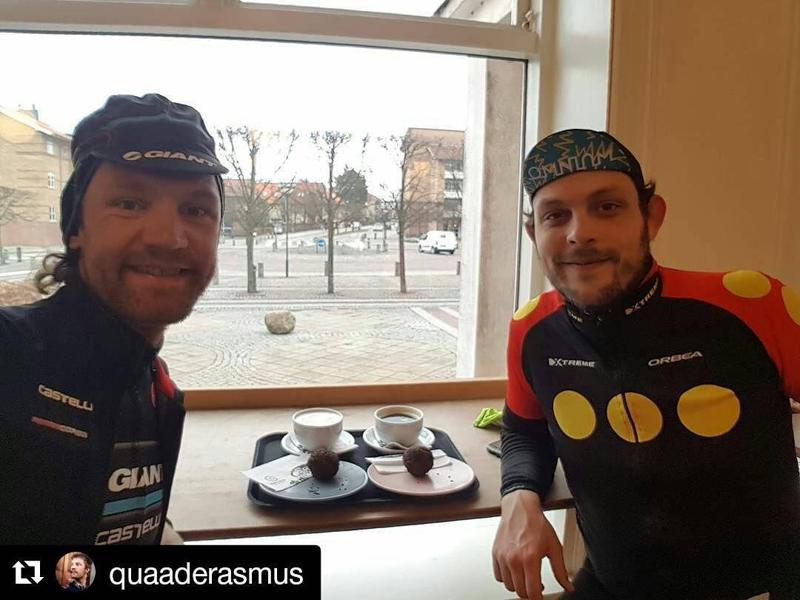 GIANT
CASTELLI
GIANT
CASTELLI
XTREME
ORBEA
quaaderasmus